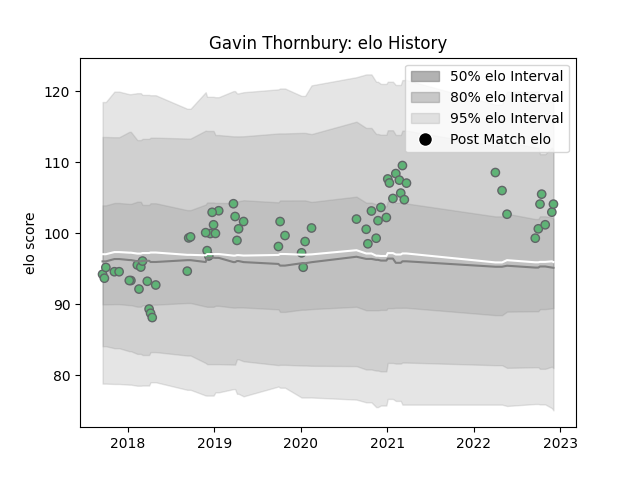 Gavin Thornbury: elo History
50% elo Interval
80% elo Interval
95% elo Interval
Post Match elo
elo score
120
110
100
90
80
2018 2019 2020 2021 2022 2023